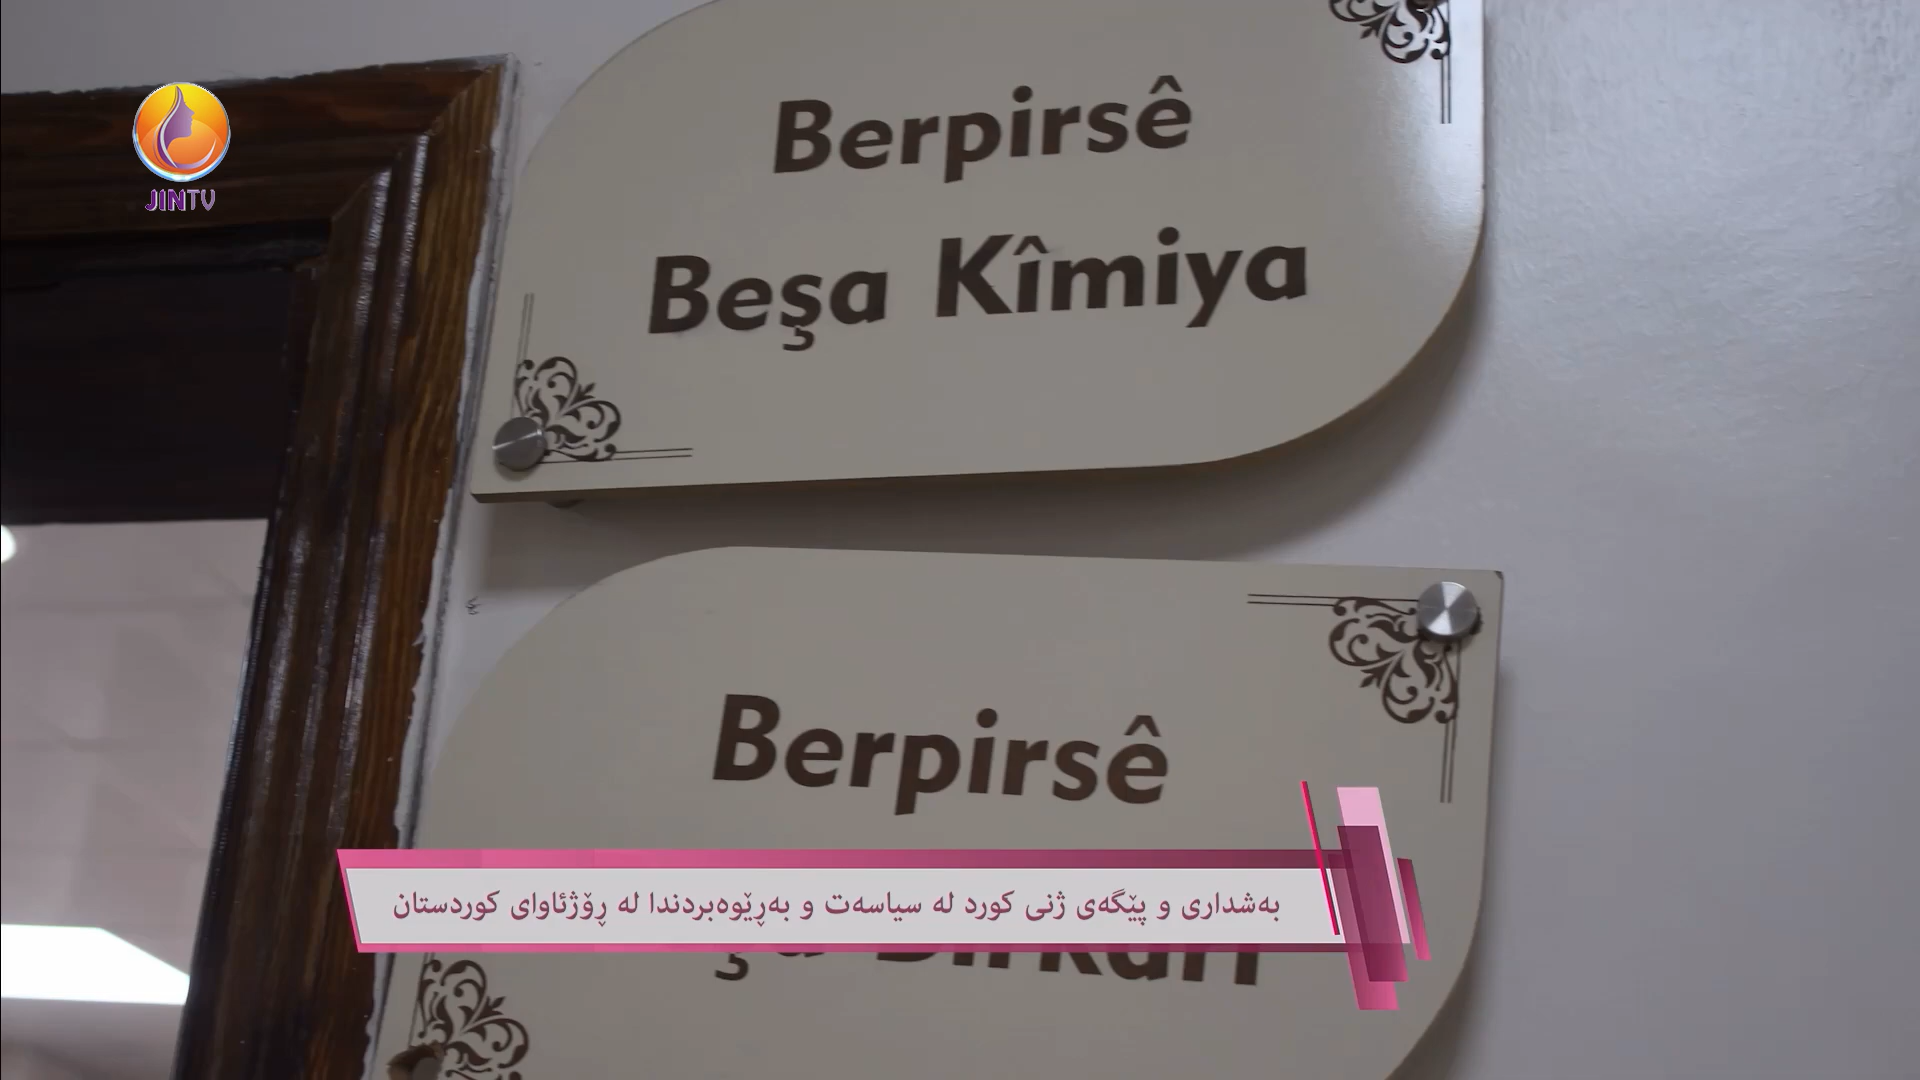 JINTV
Berpirsê
Beşa Kîmiya
Berpirsê
بەشداری و پێگەی ژنی کورد لە سیاسەت و بەڕێوەبردندا لە ڕۆژئاوای کوردستان